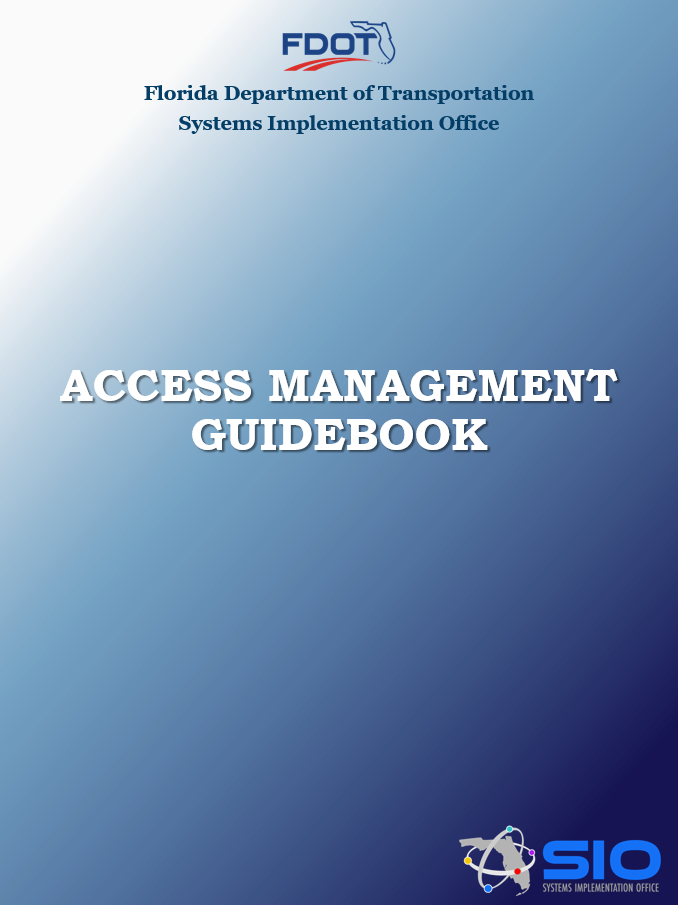 FDOT
Florida Department of Transportation
Systems Implementation Office
ACCESS MANAGEMENT
GUIDEBOOK
SIO
SYSTEMS IMPLEMENTATION OFFICE